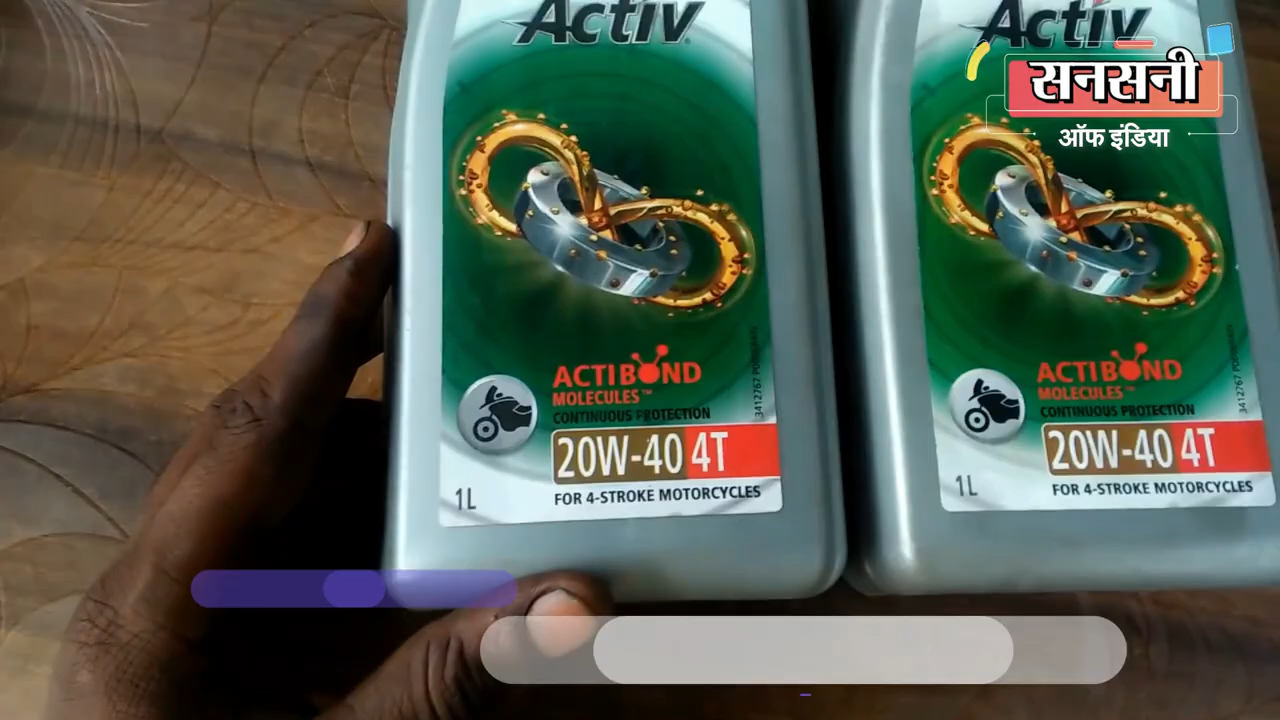 Activ
ACTIBOND
MOLECULES™
CONTINUOUS PROTECTION
20W-40 4T
1L
FOR 4-STROKE MOTORCYCLES
Activ
ACTIBOND
MOLECULES™
CONTINUOUS PROTECTION
20W-40 4T
1L
FOR 4-STROKE MOTORCYCLES
सनसनी
ऑफ इंडिया